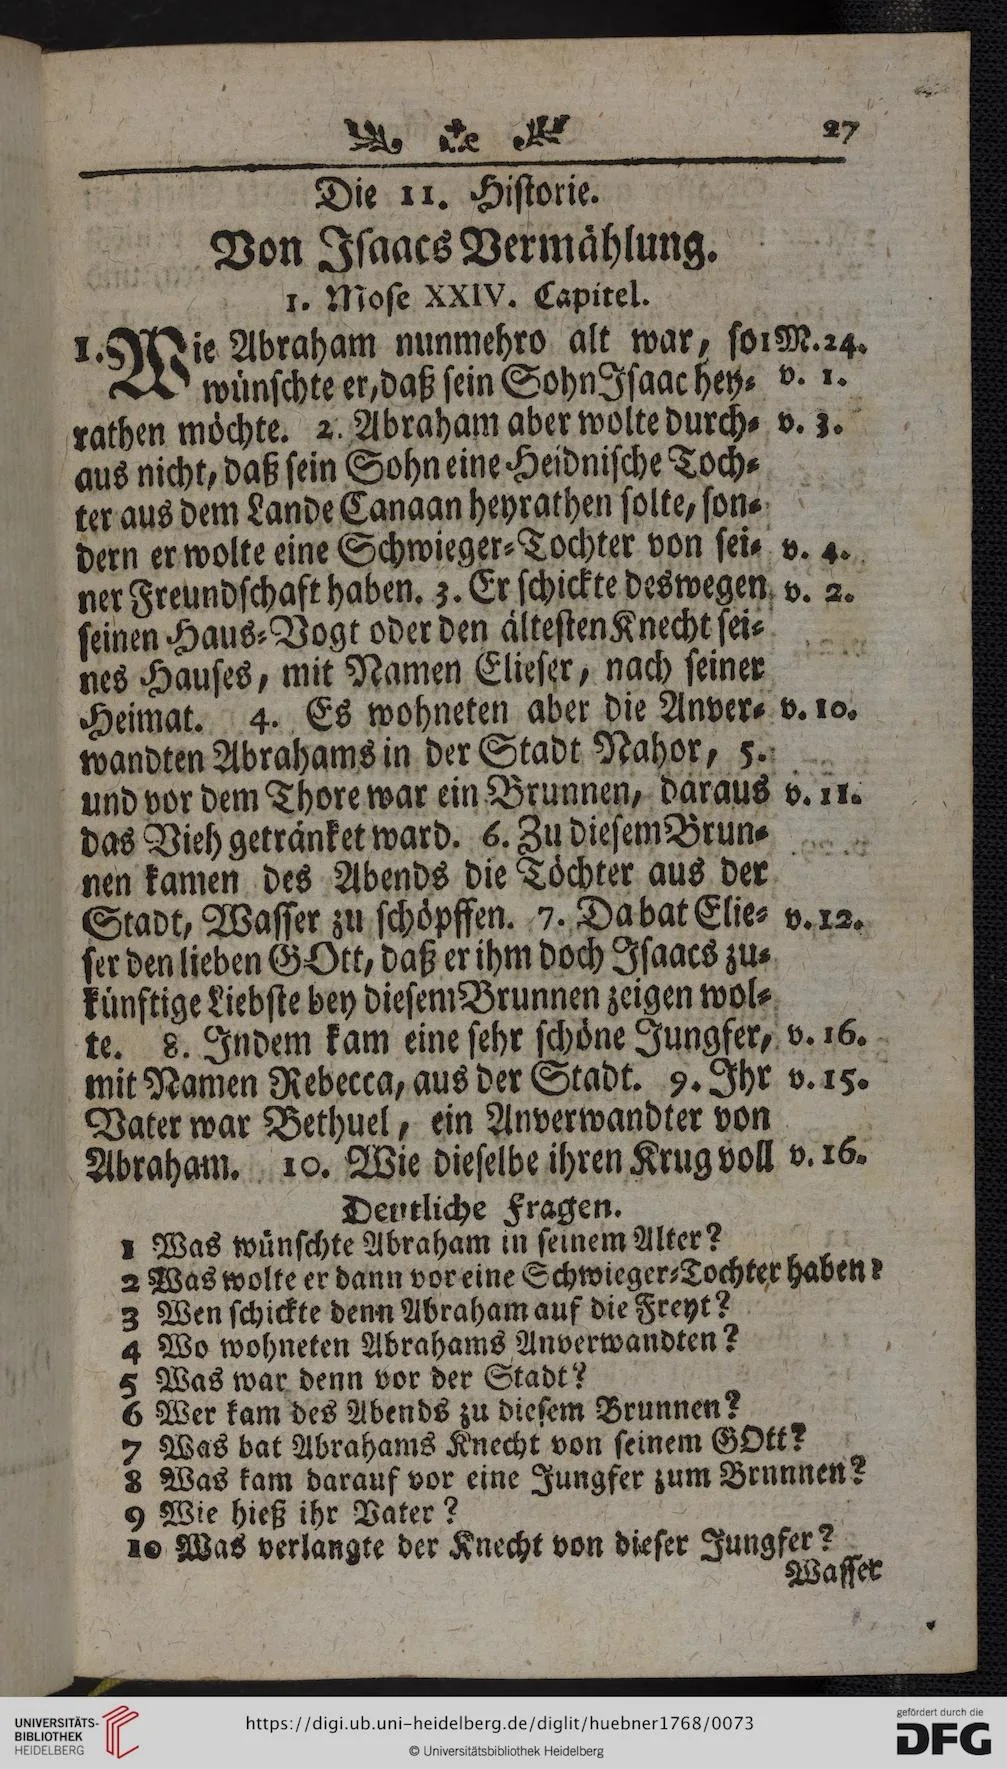 27
Die 11. Historie.
Von Isaacs Vermählung.
1. Mose XXIV. Capitel.
1. Wie Abraham nunmehro alt war, so 1 M. 24.
wünschte er, daß sein Sohn Isaac hey- v. 1.
rathen möchte. 2. Abraham aber wolte durch- v. 3.
aus nicht, daß sein Sohn eine Heidnische Toch-
ter aus dem Lande Canaan heyrathen solte, son-
dern er wolte eine Schwieger-Tochter von sei- v. 4.
ner Freundschaft haben. 3. Er schickte deswegen v. 2.
seinen Haus-Vogt oder den ältesten Knecht sei-
nes Hauses, mit Namen Elieser, nach seiner
Heimat. 4. Es wohneten aber die Anver- v. 10.
wandten Abrahams in der Stadt Nahor, 5.
und vor dem Thore war ein Brunnen, daraus v. 11.
das Vieh getränket ward. 6. Zu diesem Brun-
nen kamen des Abends die Töchter aus der
Stadt, Wasser zu schöpffen. 7. Da bat Elie- v. 12.
ser den lieben GOtt, daß er ihm doch Isaacs zu-
künftige Liebste bey diesem Brunnen zeigen wol-
te. 8. Indem kam eine sehr schöne Jungfer, v. 16.
mit Namen Rebecca, aus der Stadt. 9. Ihr v. 15.
Vater war Bethuel, ein Anverwandter von
Abraham. 10. Wie dieselbe ihren Krug voll v. 16.
Deutliche Fragen.
1 Was wünschte Abraham in seinem Alter?
2 Was wolte er dann vor eine Schwieger-Tochter haben?
3 Wen schickte denn Abraham auf die Freyt?
4 Wo wohneten Abrahams Anverwandten?
5 Was war denn vor der Stadt?
6 Wer kam des Abends zu diesem Brunnen?
7 Was bat Abrahams Knecht von seinem GOtt?
8 Was kam darauf vor eine Jungfer zum Brunnen?
9 Wie hieß ihr Vater?
10 Was verlangte der Knecht von dieser Jungfer?
Wasser
UNIVERSITÄTS-
BIBLIOTHEK
HEIDELBERG
https://digi.ub.uni-heidelberg.de/diglit/huebner1768/0073
© Universitätsbibliothek Heidelberg
gefördert durch die
DFG